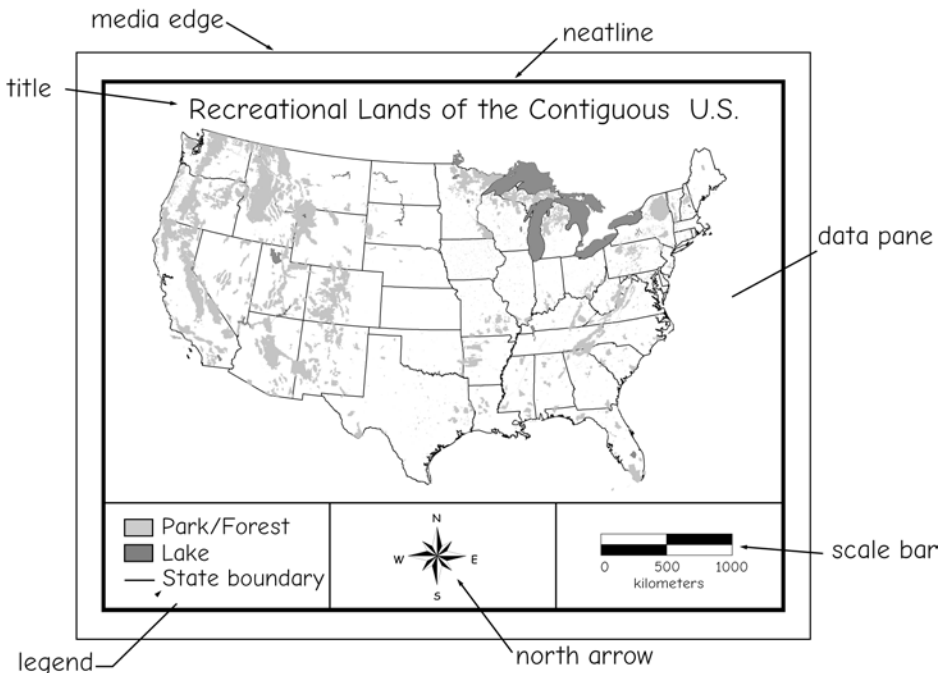 media edge
neatline
title
Recreational Lands of the Contiguous U.S.
data pane
Park/Forest
Lake
State boundary
N
W E
S
0 500 1000
kilometers
scale bar
legend
north arrow